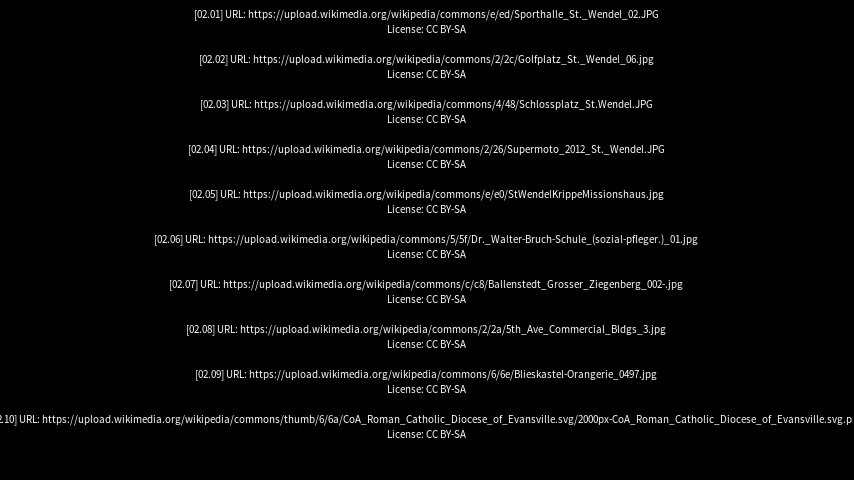 [02.01] URL: https://upload.wikimedia.org/wikipedia/commons/e/ed/Sporthalle_St._Wendel_02.JPG
License: CC BY-SA
[02.02] URL: https://upload.wikimedia.org/wikipedia/commons/2/2c/Golfplatz_St._Wendel_06.jpg
License: CC BY-SA
[02.03] URL: https://upload.wikimedia.org/wikipedia/commons/4/48/Schlossplatz_St.Wendel.JPG
License: CC BY-SA
[02.04] URL: https://upload.wikimedia.org/wikipedia/commons/2/26/Supermoto_2012_St._Wendel.JPG
License: CC BY-SA
[02.05] URL: https://upload.wikimedia.org/wikipedia/commons/e/e0/StWendelKrippeMissionshaus.jpg
License: CC BY-SA
[02.06] URL: https://upload.wikimedia.org/wikipedia/commons/5/5f/Dr._Walter-Bruch-Schule_(sozial-pfleger.)_01.jpg
License: CC BY-SA
[02.07] URL: https://upload.wikimedia.org/wikipedia/commons/c/c8/Ballenstedt_Grosser_Ziegenberg_002-.jpg
License: CC BY-SA
[02.08] URL: https://upload.wikimedia.org/wikipedia/commons/2/2a/5th_Ave_Commercial_Bldgs_3.jpg
License: CC BY-SA
[02.09] URL: https://upload.wikimedia.org/wikipedia/commons/6/6e/Blieskastel-Orangerie_0497.jpg
License: CC BY-SA
.10] URL: https://upload.wikimedia.org/wikipedia/commons/thumb/6/6a/CoA_Roman_Catholic_Diocese_of_Evansville.svg/2000px-CoA_Roman_Catholic_Diocese_of_Evansville.svg.p
License: CC BY-SA